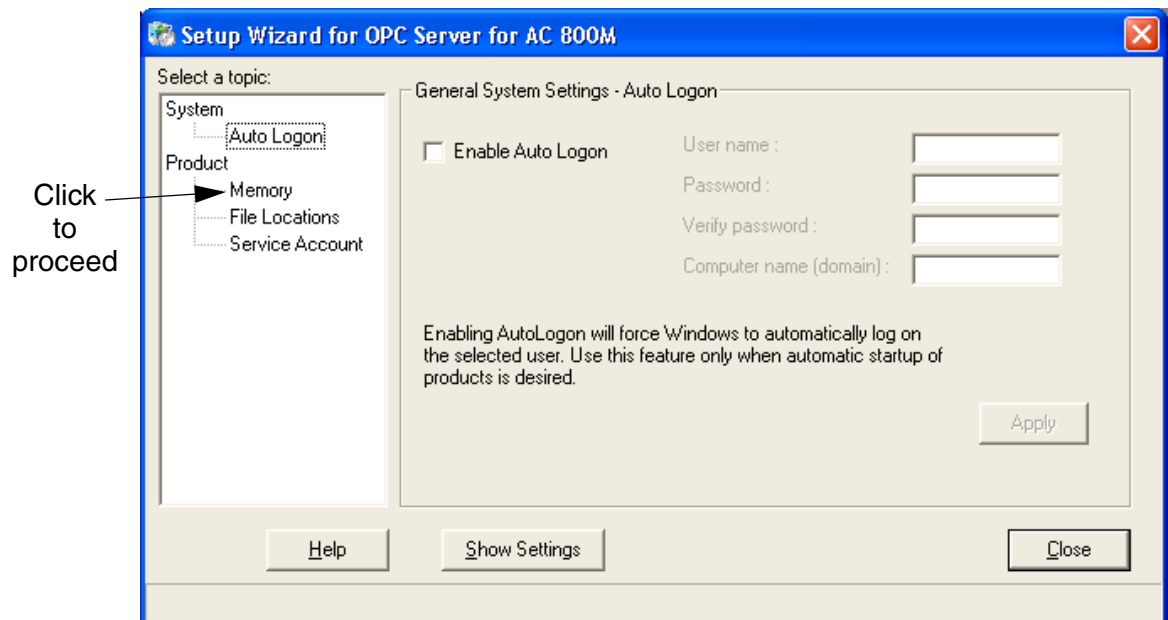 Setup Wizard for OPC Server for AC 800M
Select a topic:
System
Auto Logon
Product
Memory
File Locations
Service Account
Click
to
proceed
General System Settings - Auto Logon
Enable Auto Logon
User name :
Password :
Verify password :
Computer name (domain) :
Enabling AutoLogon will force Windows to automatically log on
the selected user. Use this feature only when automatic startup of
products is desired.
Apply
Help
Show Settings
Close